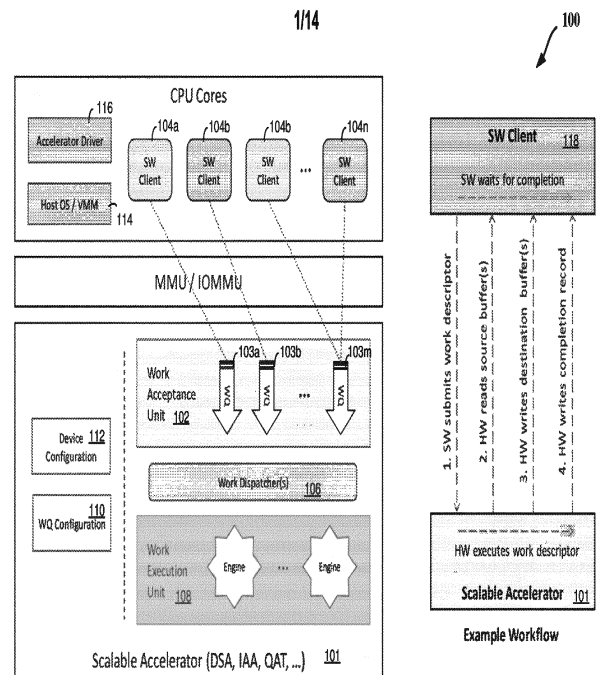 1/14
100
CPU Cores
116
Accelerator Driver
Host OS / VMM
114
104a
SW
Client
104b
SW
Client
104b
SW
Client
...
104n
SW
Client
MMU / IOMMU
Work
Acceptance
Unit 102
103a
WQ
103b
WQ
...
103m
WQ
Device 112
Configuration
110
WQ Configuration
Work Dispatcher(s)
106
Work
Execution
Unit 108
Engine
...
Engine
Scalable Accelerator (DSA, IAA, QAT, ...) 101
SW Client
118
SW waits for completion
1. SW submits work descriptor
2. HW reads source buffer(s)
3. HW writes destination buffer(s)
4. HW writes completion record
HW executes work descriptor
Scalable Accelerator 101
Example Workflow